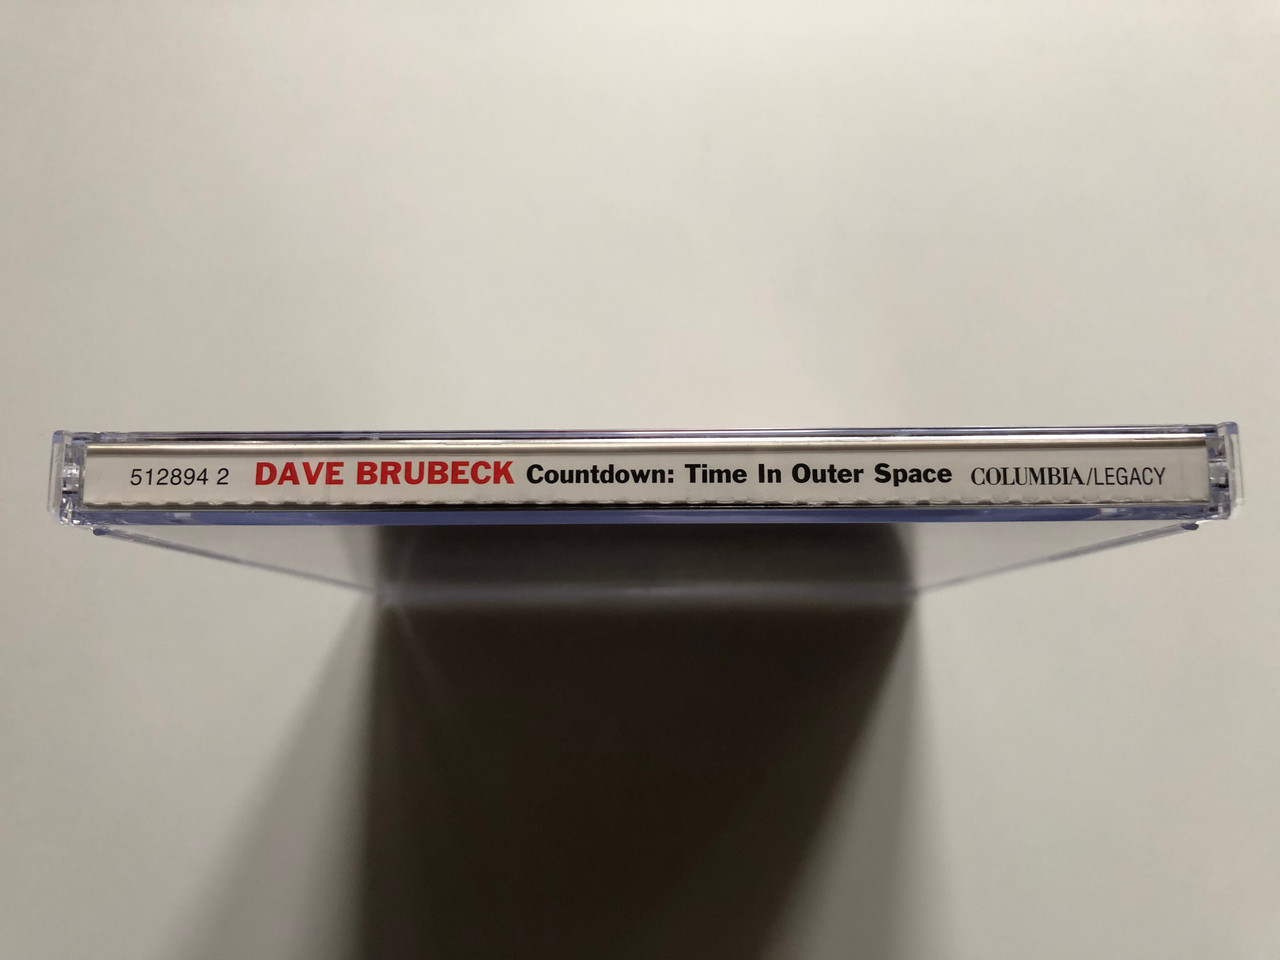 512894 2 DAVE BRUBECK Countdown: Time In Outer Space COLUMBIA/LEGACY